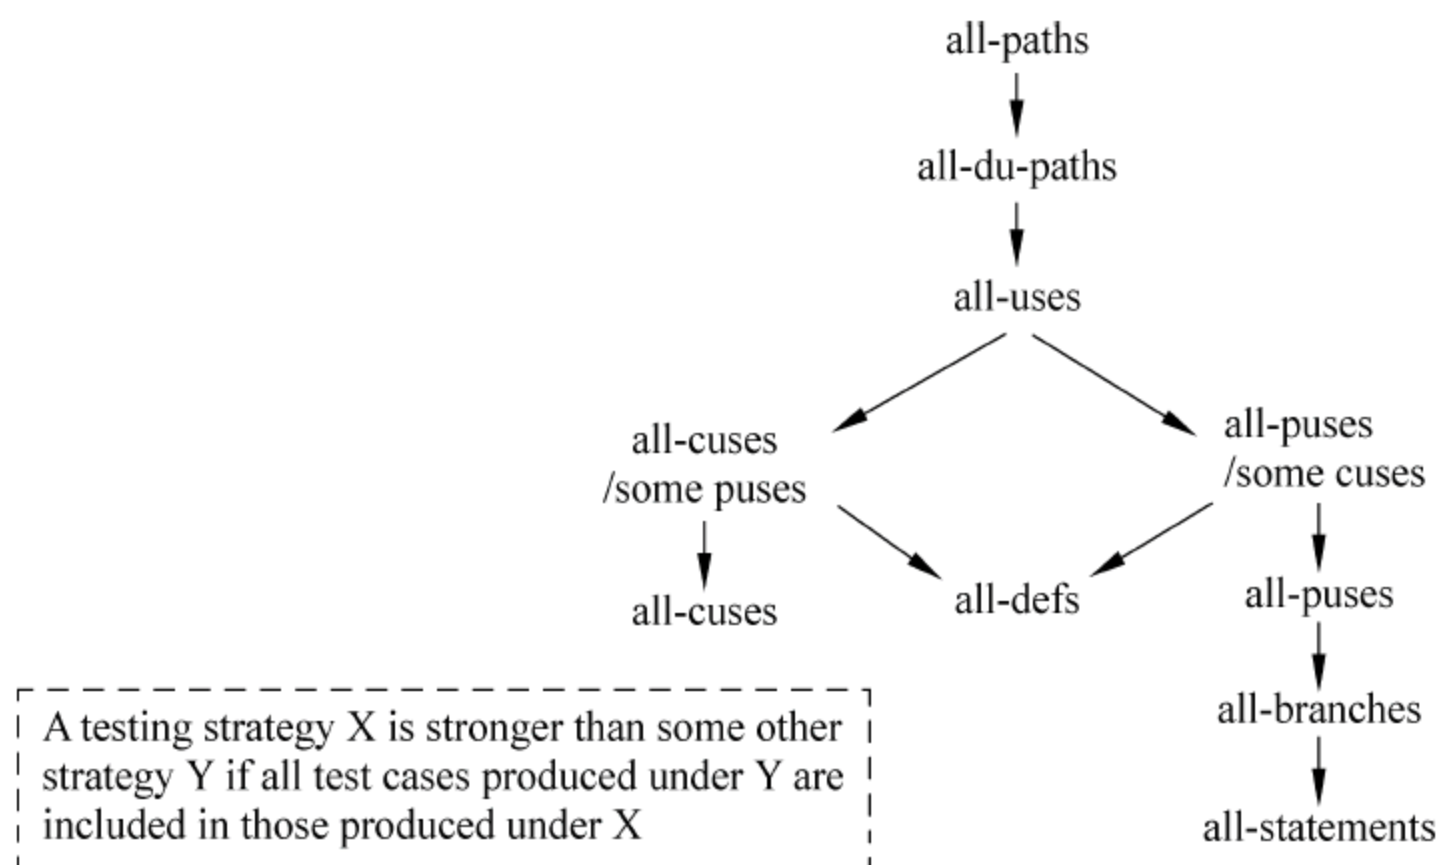 all-paths
all-du-paths
all-uses
all-cuses
/some puses
all-puses
/some cuses
all-cuses
all-defs
all-puses
all-branches
all-statements
A testing strategy X is stronger than some other
strategy Y if all test cases produced under Y are
included in those produced under X